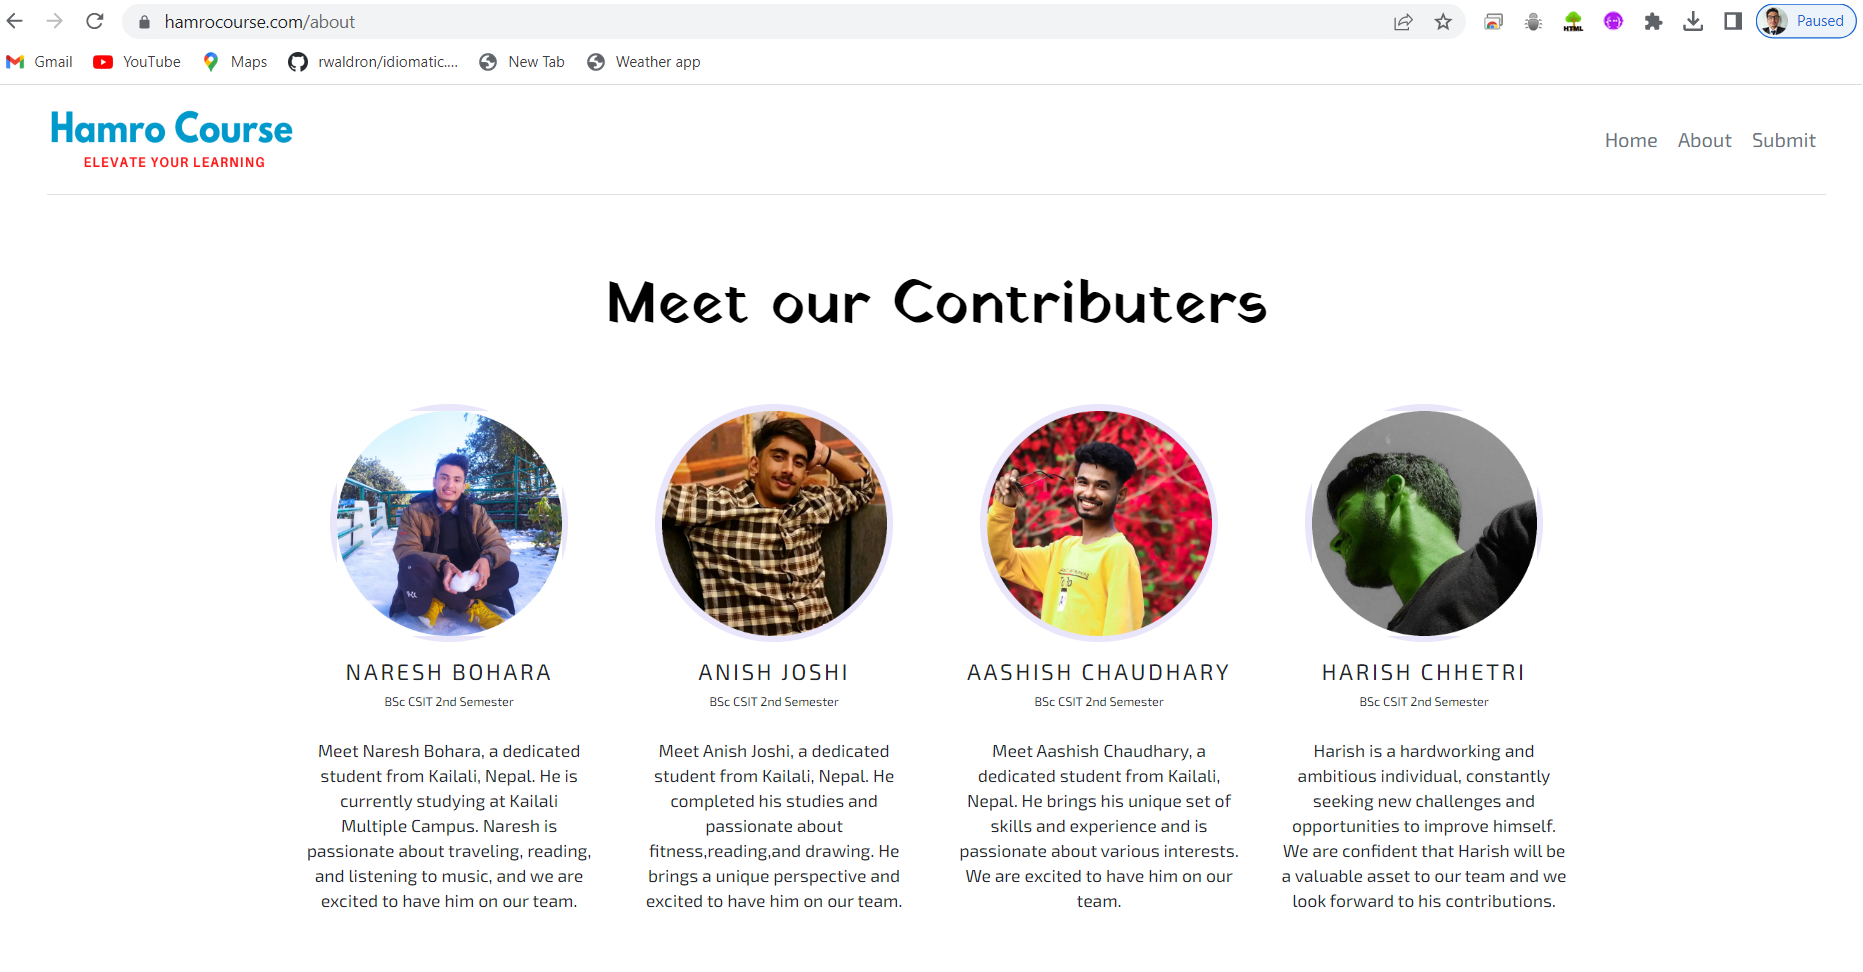 hamrocourse.com/about
Paused
Gmail YouTube Maps rwaldron/idiomatic.... New Tab Weather app
Hamro Course
ELEVATE YOUR LEARNING
Home About Submit
Meet our Contributers
NARESH BOHARA
BSc CSIT 2nd Semester
Meet Naresh Bohara, a dedicated
student from Kailali, Nepal. He is
currently studying at Kailali
Multiple Campus. Naresh is
passionate about traveling, reading,
and listening to music, and we are
excited to have him on our team.
ANISH JOSHI
BSc CSIT 2nd Semester
Meet Anish Joshi, a dedicated
student from Kailali, Nepal. He
completed his studies and
passionate about
fitness,reading,and drawing. He
brings a unique perspective and
excited to have him on our team.
AASHISH CHAUDHARY
BSc CSIT 2nd Semester
Meet Aashish Chaudhary, a
dedicated student from Kailali,
Nepal. He brings his unique set of
skills and experience and is
passionate about various interests.
We are excited to have him on our
team.
HARISH CHHETRI
BSc CSIT 2nd Semester
Harish is a hardworking and
ambitious individual, constantly
seeking new challenges and
opportunities to improve himself.
We are confident that Harish will be
a valuable asset to our team and we
look forward to his contributions.